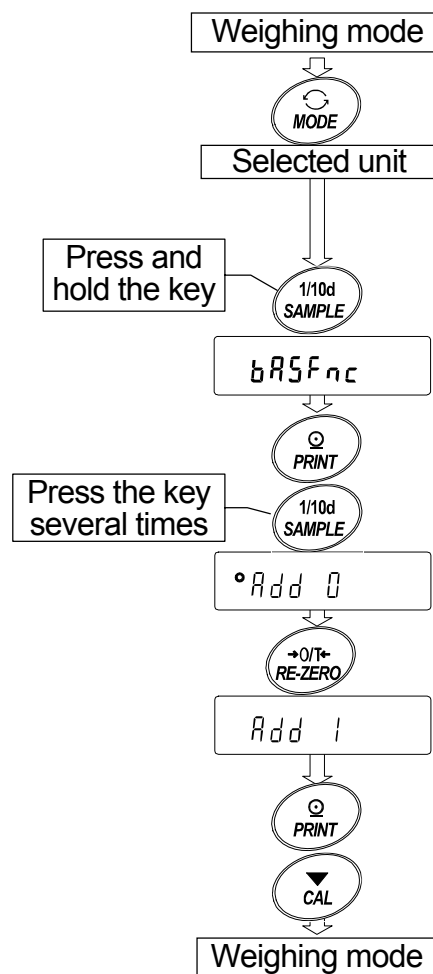 Weighing mode
MODE
Selected unit
Press and
hold the key
1/10d
SAMPLE
bASFnc
PRINT
Press the key
several times
1/10d
SAMPLE
Add 0
→0/T←
RE-ZERO
Add 1
PRINT
CAL
Weighing mode